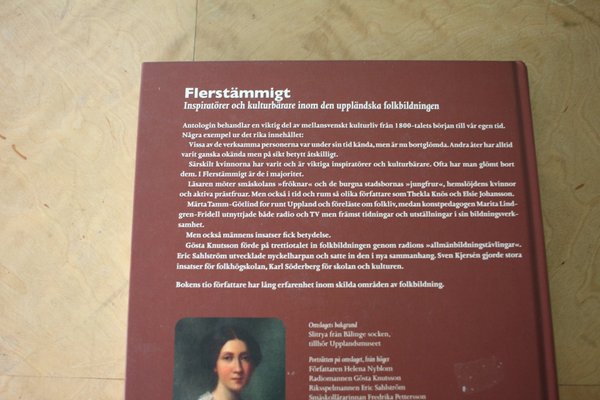 Flerstämmigt
Inspiratörer och kulturbärare inom den uppländska folkbildningen
Antologin behandlar en viktig del av mellansvenskt kulturliv från 1800-talets början till vår egen tid.
Några exempel ur det rika innehållet:
Vissa av de verksamma personerna var under sin tid kända, men är nu bortglömda. Andra åter har alltid
varit ganska okända men på sikt betytt åtskilligt.
Särskilt kvinnorna har varit och är viktiga inspiratörer och kulturbärare. Ofta har man glömt bort
dem. I Flerstämmigt är de i majoritet.
Läsaren möter småskolans »fröknar« och de burgna stadsbornas »jungfrur«, hemslöjdens kvinnor
och aktiva prästfruar. Men också i tid och rum så olika författare som Thekla Knös och Elsie Johansson.
Märta Tamm-Götlind for runt Uppland och föreläste om folkliv, medan konstpedagogen Marita Lind-
gren-Fridell utnyttjade både radio och TV men främst tidningar och utställningar i sin bildningsverk-
samhet.
Men också männens insatser fick betydelse.
Gösta Knutsson förde på trettiotalet in folkbildningen genom radions »allmänbildningstävlingar«.
Eric Sahlström utvecklade nyckelharpan och satte in den i nya sammanhang. Sven Kjersén gjorde stora
insatser för folkhögskolan, Karl Söderberg för skolan och kulturen.
Bokens tio författare har lång erfarenhet inom skilda områden av folkbildning.
Omslagets bakgrund
Slitrya från Bälinge socken,
tillhör Upplandsmuseet
Porträtten på omslaget, från höger
Författaren Helena Nyblom
Radiomannen Gösta Knutsson
Riksspelmannen Eric Sahlström
Småskollärarinnan Fredrika Pettersson